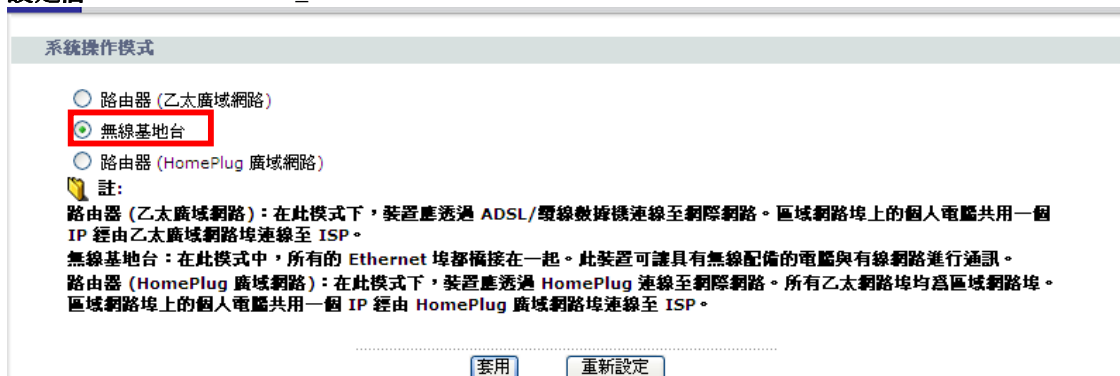 系統操作模式
路由器 (乙太廣域網路)
無線基地台
路由器 (HomePlug 廣域網路)
註:
路由器 (乙太廣域網路)：在此模式下，裝置應透過 ADSL/纜線數據機連線至網際網路。區域網路埠上的個人電腦共用一個
IP 經由乙太廣域網路埠連線至 ISP。
無線基地台：在此模式中，所有的 Ethernet 埠都橋接在一起。此裝置可讓具有無線配備的電腦與有線網路進行通訊。
路由器 (HomePlug 廣域網路)：在此模式下，裝置應透過 HomePlug 連線至網際網路。所有乙太網路埠均為區域網路埠。
區域網路埠上的個人電腦共用一個 IP 經由 HomePlug 廣域網路埠連線至 ISP。
套用 重新設定